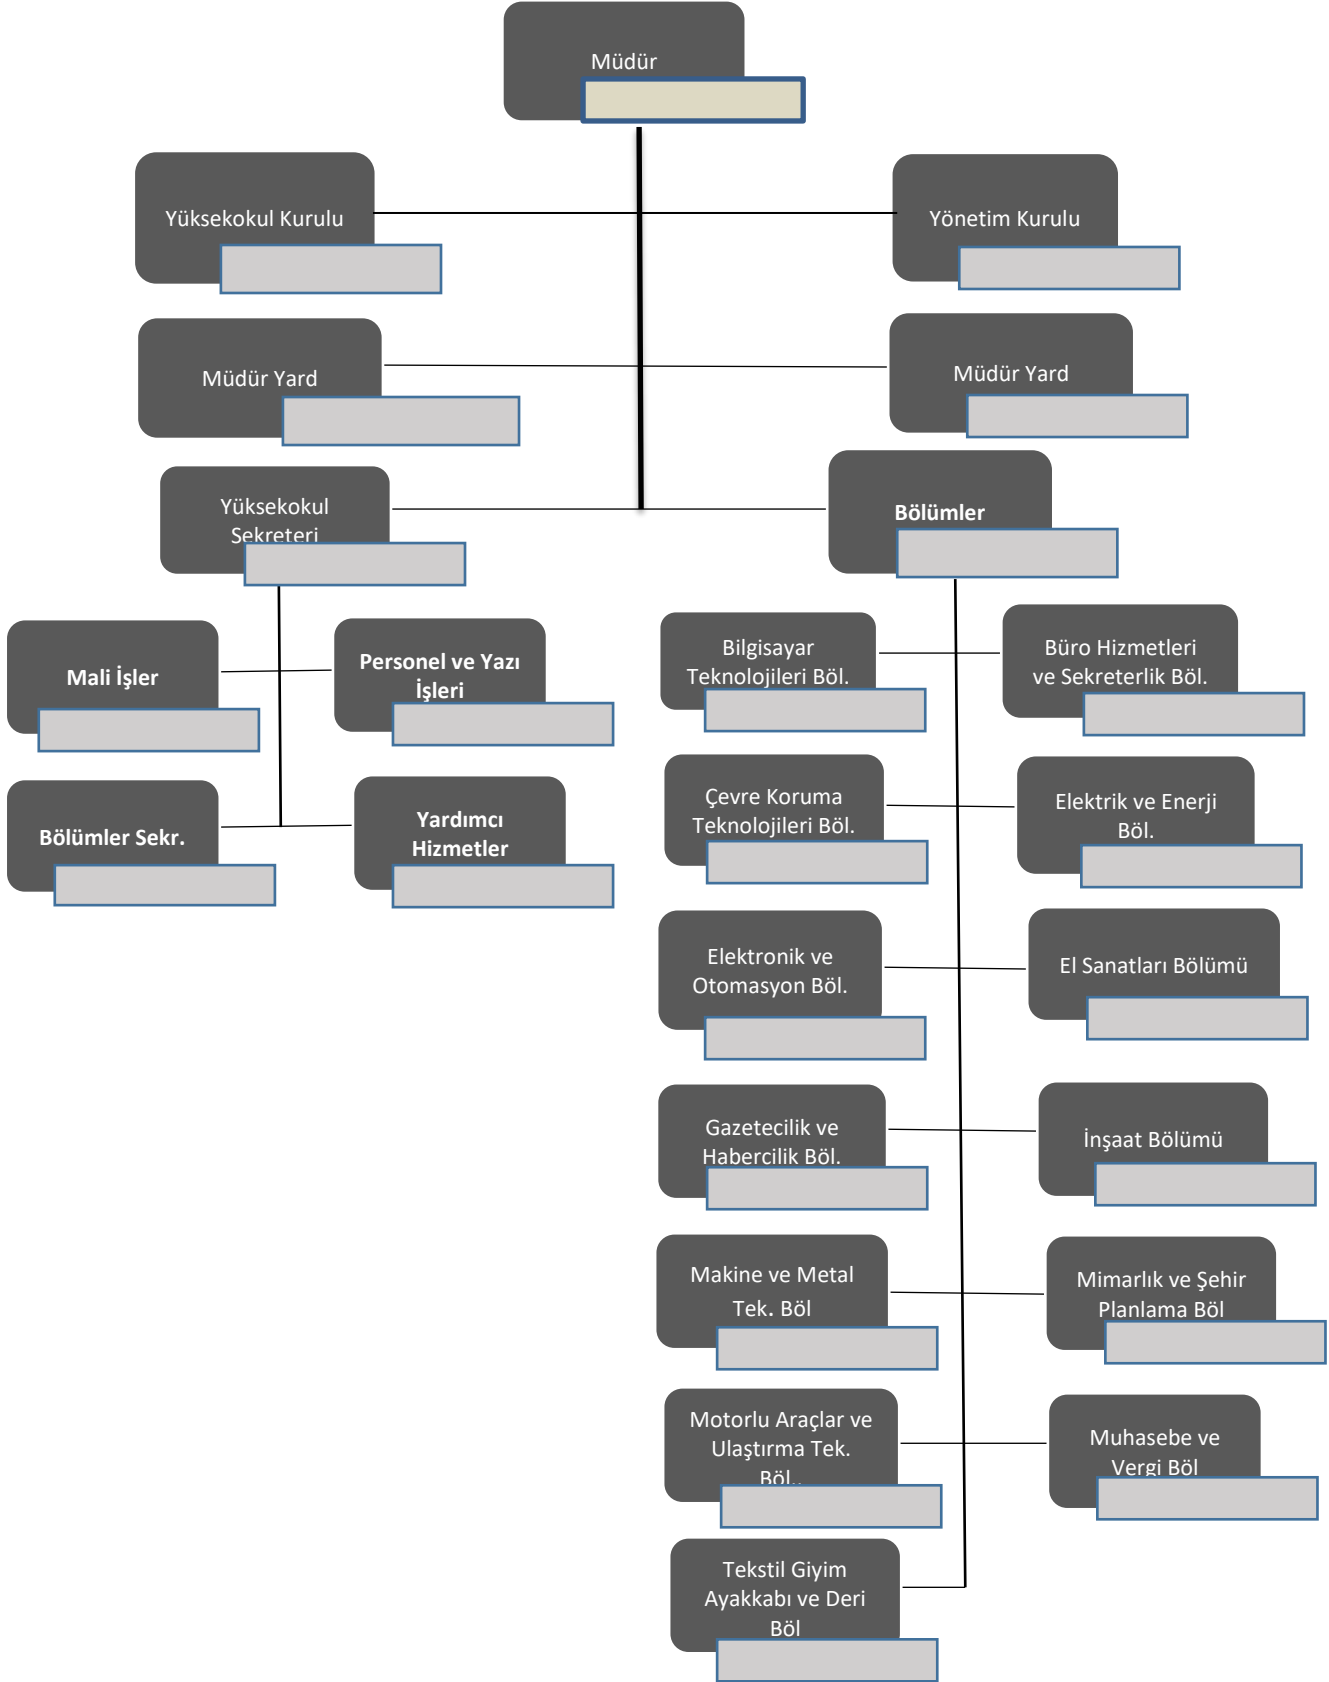 Müdür
Yüksekokul Kurulu
Yönetim Kurulu
Müdür Yard
Müdür Yard
Yüksekokul
Sekreteri
Bölümler
Mali İşler
Personel ve Yazı
İşleri
Bölümler Sekr.
Yardımcı
Hizmetler
Bilgisayar
Teknolojileri Böl.
Büro Hizmetleri
ve Sekreterlik Böl.
Çevre Koruma
Teknolojileri Böl.
Elektrik ve Enerji
Böl.
Elektronik ve
Otomasyon Böl.
El Sanatları Bölümü
Gazetecilik ve
Habercilik Böl.
İnşaat Bölümü
Makine ve Metal
Tek. Böl
Mimarlık ve Şehir
Planlama Böl
Motorlu Araçlar ve
Ulaştırma Tek.
Böl..
Muhasebe ve
Vergi Böl
Tekstil Giyim
Ayakkabı ve Deri
Böl